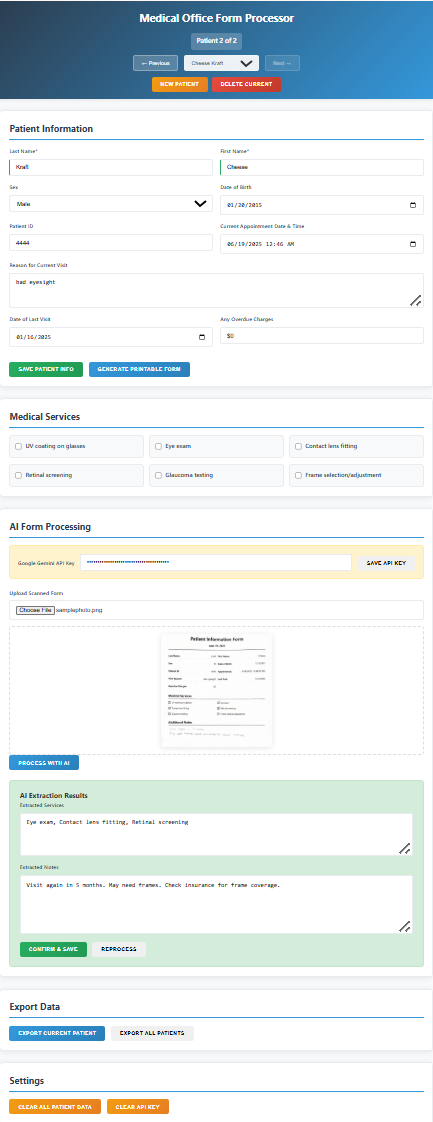 Medical Office Form Processor
Patient 2 of 2
← Previous
Cheese Kraft
Next →
NEW PATIENT
DELETE CURRENT
Patient Information
Last Name*
First Name*
Kraft
Cheese
Sex
Date of Birth
Male
01/20/2015
Patient ID
Current Appointment Date & Time
4444
06/19/2025 12:46 AM
Reason for Current Visit
bad eyesight
Date of Last Visit
Any Overdue Charges
01/16/2025
$0
SAVE PATIENT INFO
GENERATE PRINTABLE FORM
Medical Services
UV coating on glasses
Eye exam
Contact lens fitting
Retinal screening
Glaucoma testing
Frame selection/adjustment
AI Form Processing
Google Gemini API Key
SAVE API KEY
Upload Scanned Form
Choose File samplephoto.png
Patient Information Form
Medical Services
Additional Notes
PROCESS WITH AI
AI Extraction Results
Extracted Services
Eye exam, Contact lens fitting, Retinal screening
Extracted Notes
Visit again in 5 months. May need frames. Check insurance for frame coverage.
CONFIRM & SAVE
REPROCESS
Export Data
EXPORT CURRENT PATIENT
EXPORT ALL PATIENTS
Settings
CLEAR ALL PATIENT DATA
CLEAR API KEY